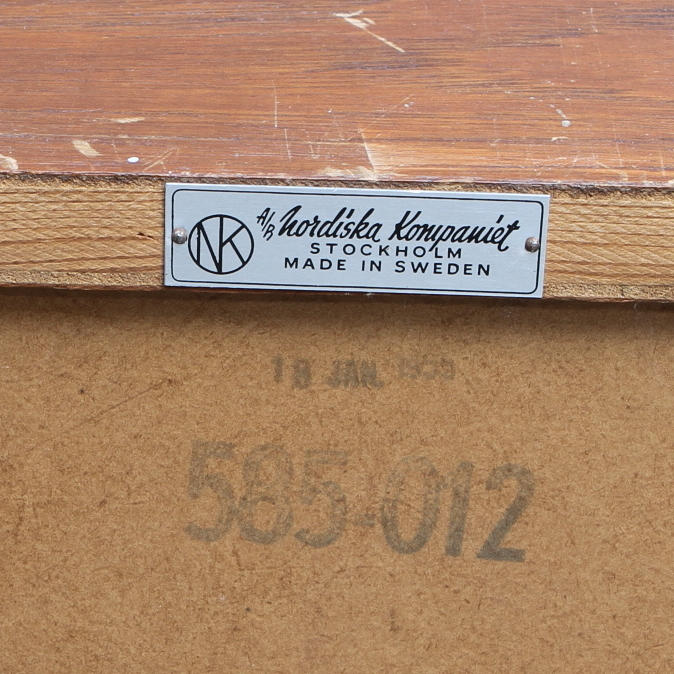 NK
A/B Nordiska Kompaniet
STOCKHOLM
MADE IN SWEDEN
18 JAN.
585-012